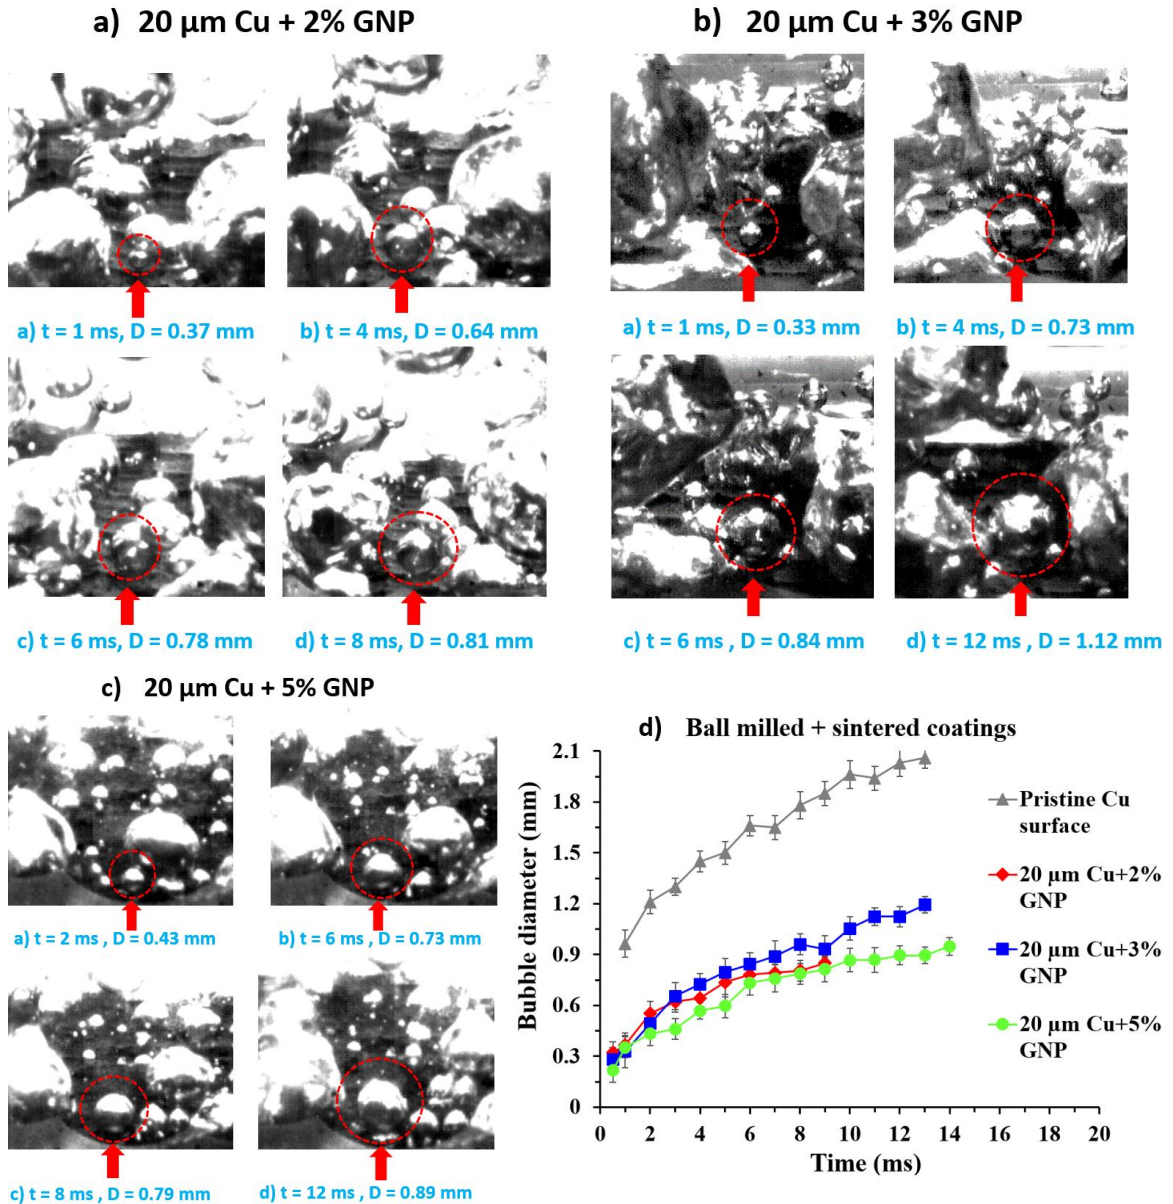 a) 20 µm Cu + 2% GNP
a) t = 1 ms, D = 0.37 mm
b) t = 4 ms, D = 0.64 mm
c) t = 6 ms, D = 0.78 mm
d) t = 8 ms, D = 0.81 mm
b) 20 µm Cu + 3% GNP
a) t = 1 ms, D = 0.33 mm
b) t = 4 ms, D = 0.73 mm
c) t = 6 ms , D = 0.84 mm
d) t = 12 ms , D = 1.12 mm
c) 20 µm Cu + 5% GNP
a) t = 2 ms , D = 0.43 mm
b) t = 6 ms , D = 0.73 mm
c) t = 8 ms , D = 0.79 mm
d) t = 12 ms , D = 0.89 mm
d) Ball milled + sintered coatings
Bubble diameter (mm)
2.1
1.8
1.5
1.2
0.9
0.6
0.3
0
0 2 4 6 8 10 12 14 16 18 20
Time (ms)
Pristine Cu
surface
20 µm Cu+2%
GNP
20 µm Cu+3%
GNP
20 µm Cu+5%
GNP